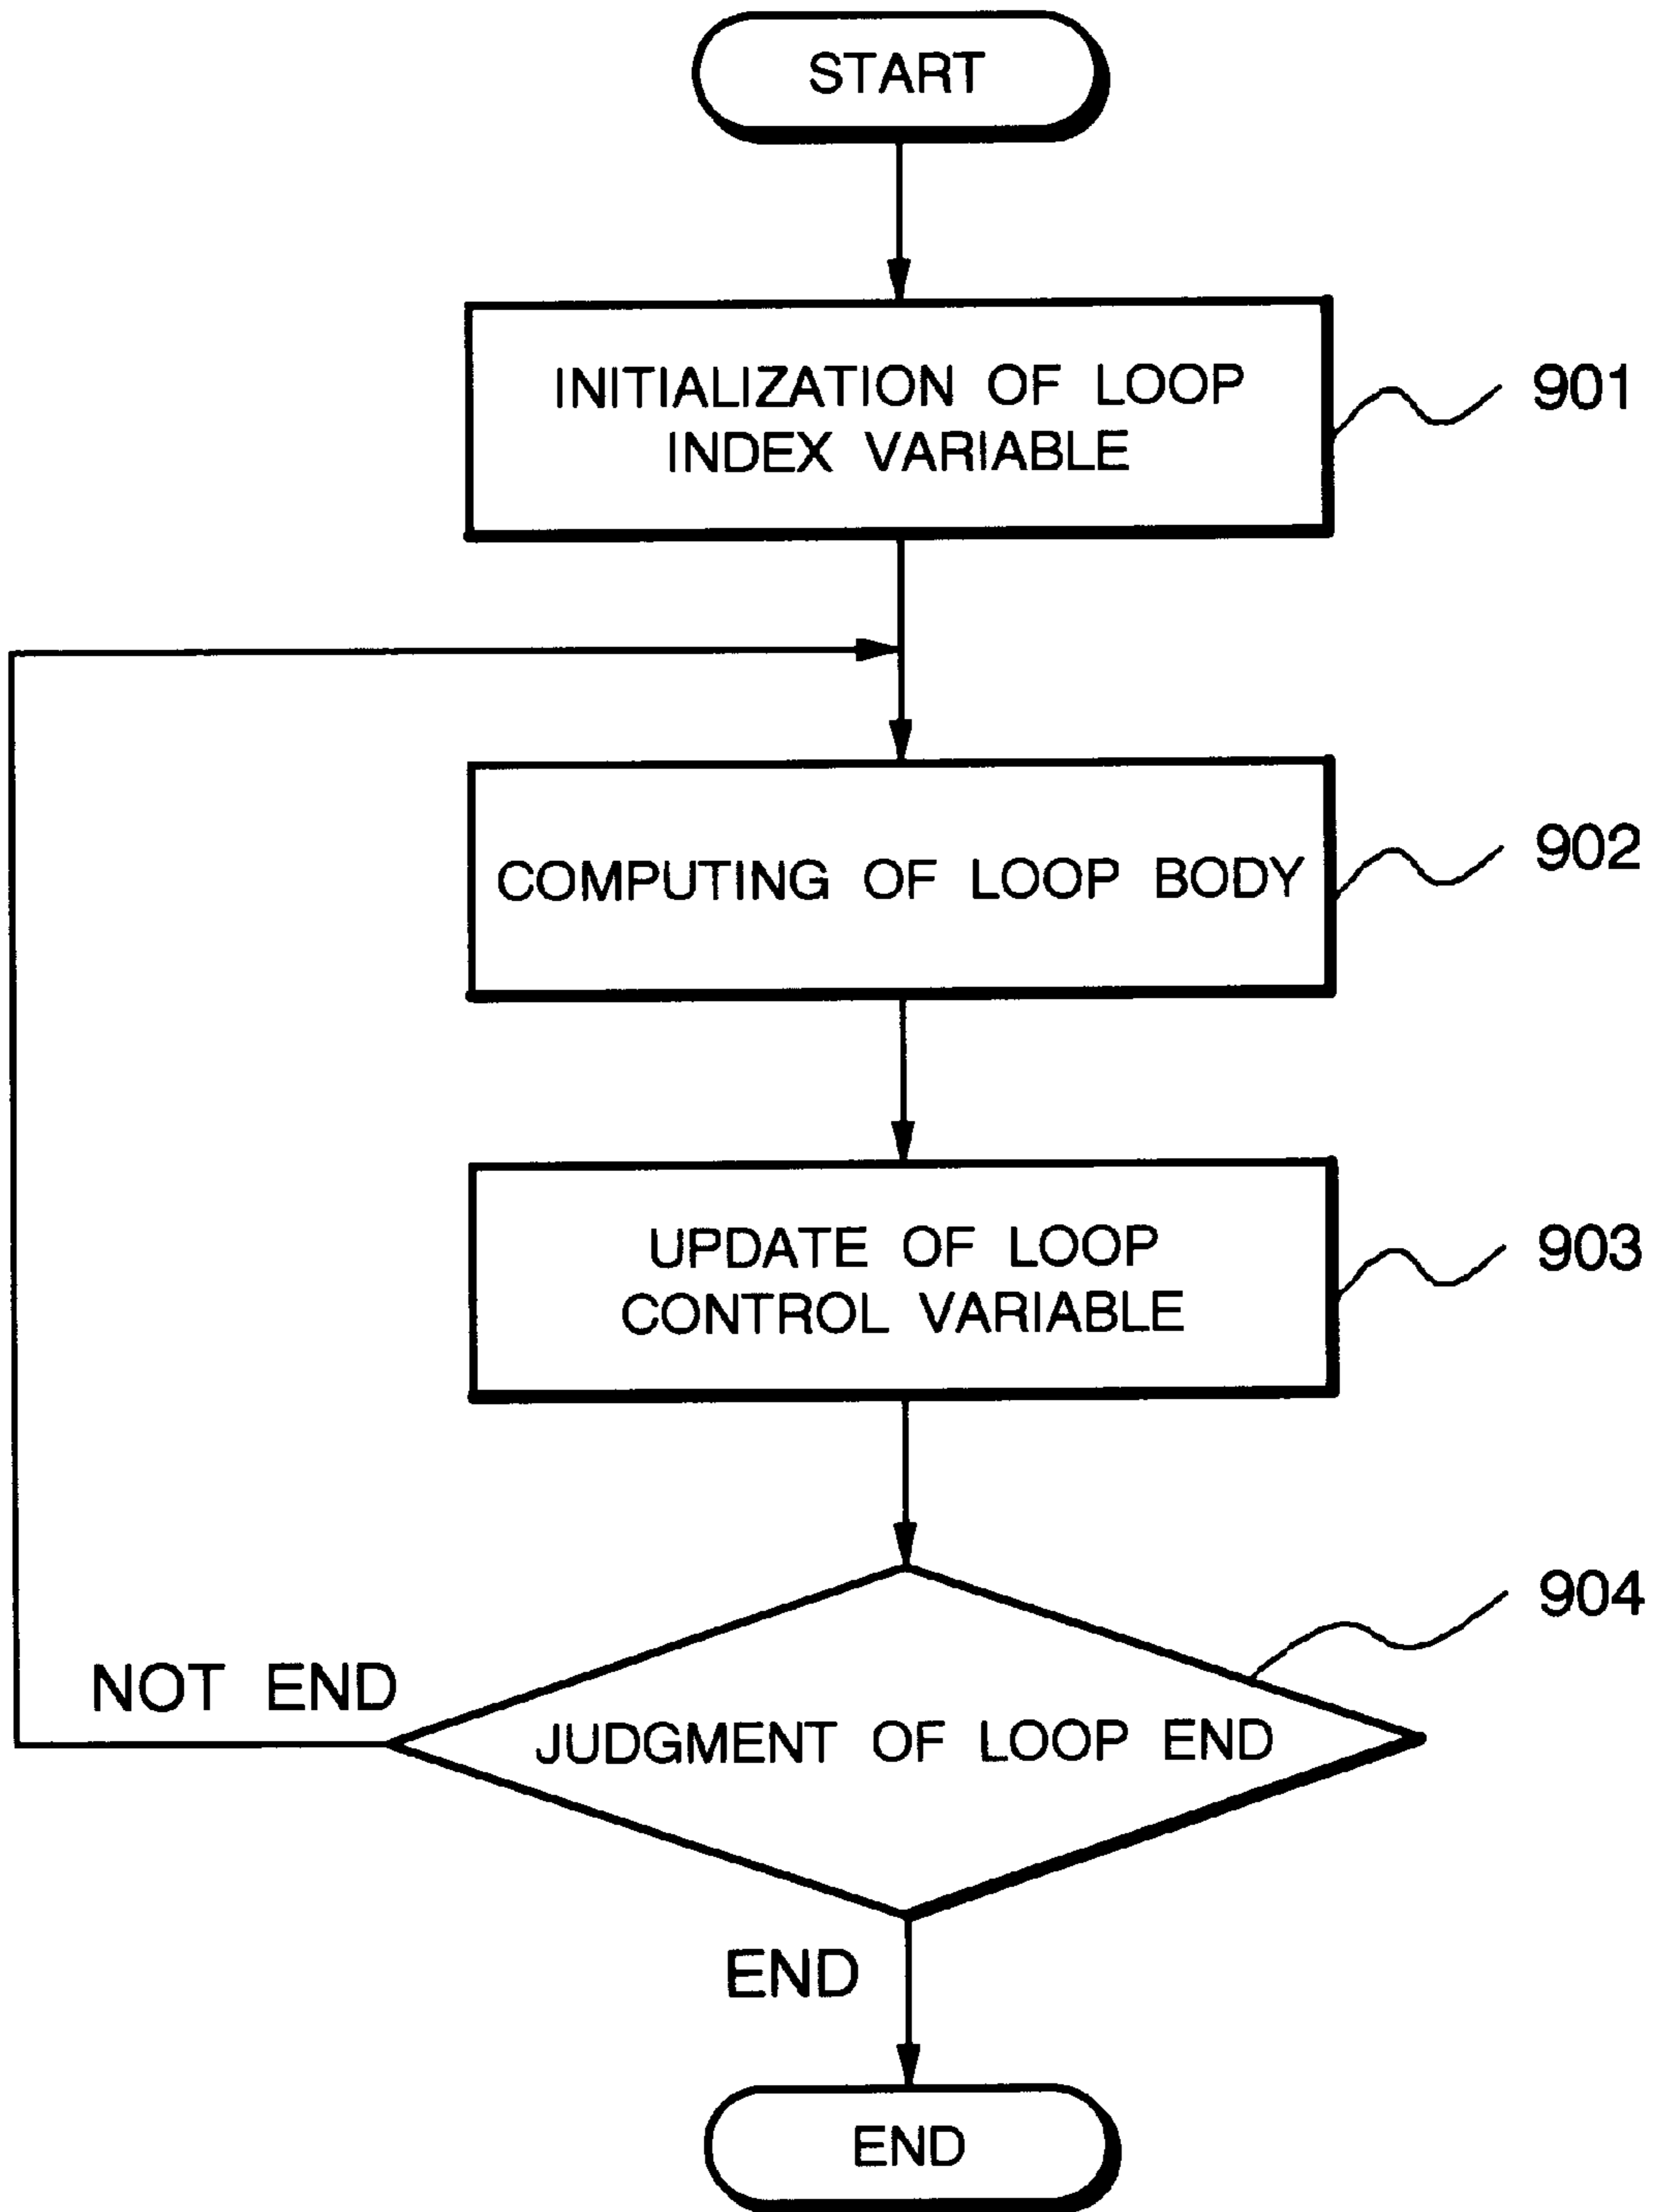 START
INITIALIZATION OF LOOP
INDEX VARIABLE
901
COMPUTING OF LOOP BODY
902
UPDATE OF LOOP
CONTROL VARIABLE
903
904
NOT END
JUDGMENT OF LOOP END
END
END